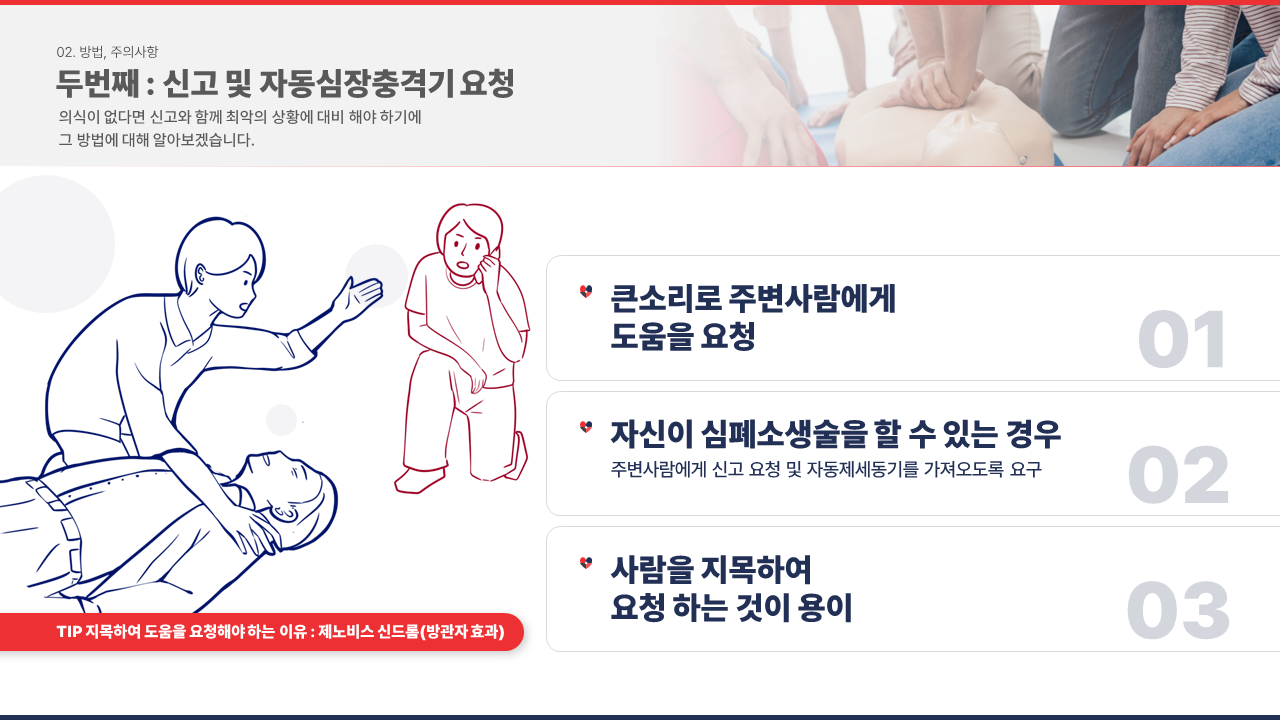 02. 방법, 주의사항
두번째 : 신고 및 자동심장충격기 요청
의식이 없다면 신고와 함께 최악의 상황에 대비 해야 하기에
그 방법에 대해 알아보겠습니다.
큰소리로 주변사람에게
도움을 요청
01
자신이 심폐소생술을 할 수 있는 경우
주변사람에게 신고 요청 및 자동제세동기를 가져오도록 요구
02
사람을 지목하여
요청 하는 것이 용이
03
TIP 지목하여 도움을 요청해야 하는 이유 : 제노비스 신드롬(방관자 효과)